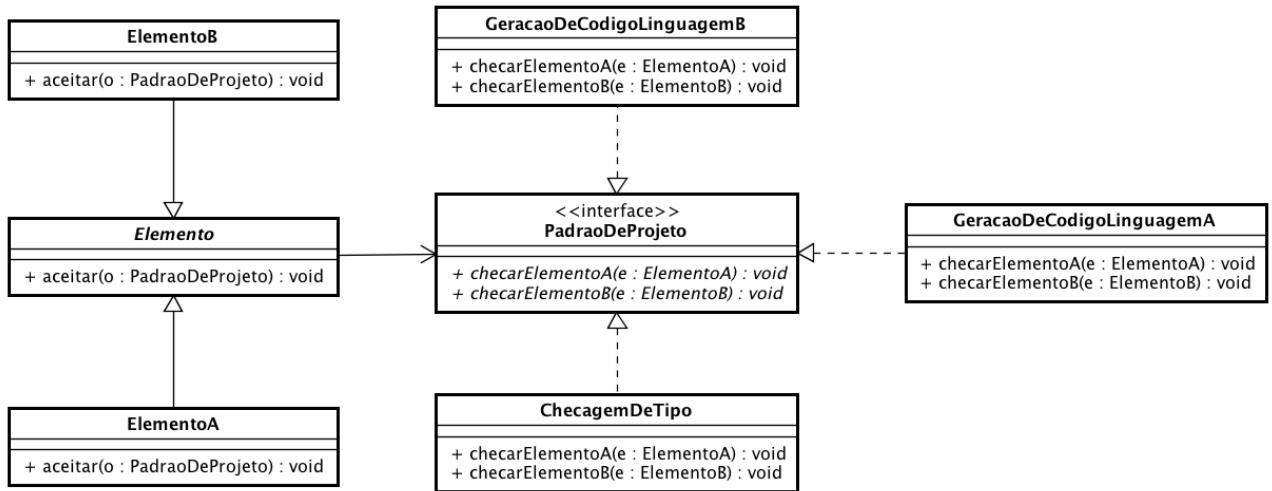 ElementoB
+ aceitar(o : PadraoDeProjeto) : void
GeracaoDeCodigoLinguagemB
+ checarElementoA(e : ElementoA) : void
+ checarElementoB(e : ElementoB) : void
Elemento
+ aceitar(o : PadraoDeProjeto) : void
<<interface>>
PadraoDeProjeto
+ checarElementoA(e : ElementoA) : void
+ checarElementoB(e : ElementoB) : void
GeracaoDeCodigoLinguagemA
+ checarElementoA(e : ElementoA) : void
+ checarElementoB(e : ElementoB) : void
ElementoA
+ aceitar(o : PadraoDeProjeto) : void
ChecagemDeTipo
+ checarElementoA(e : ElementoA) : void
+ checarElementoB(e : ElementoB) : void